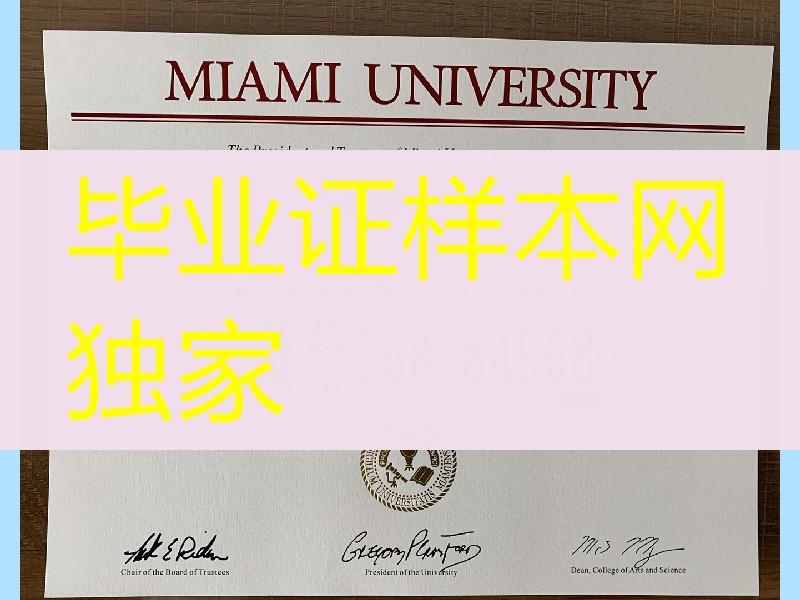 MIAMI UNIVERSITY
毕业证样本网
独家
Chair of the Board of Trustees
President of the University
Dean, College of Arts and Science